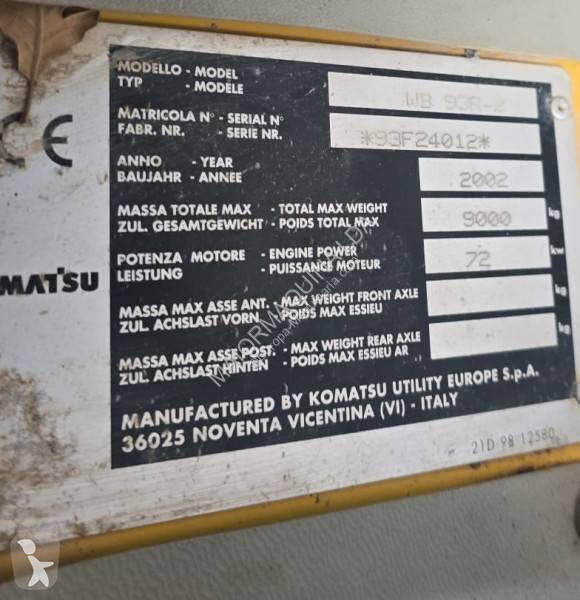 MODELLO - MODEL
TYP - MODELE
WB 93R-2
MATRICOLA N° - SERIAL N°
FABR. NR. - SERIE NR.
*93F24012*
CE
ANNO - YEAR
BAUJAHR - ANNEE
2002
MASSA TOTALE MAX - TOTAL MAX WEIGHT
ZUL. GESAMTGEWICHT - POIDS TOTAL MAX
9000 kg
POTENZA MOTORE - ENGINE POWER
LEISTUNG - PUISSANCE MOTEUR
72 kw
MATSU
MASSA MAX ASSE ANT. - MAX WEIGHT FRONT AXLE
ZUL. ACHSLAST VORN - POIDS MAX ESSIEU
- kg
MASSA MAX ASSE POST. - MAX WEIGHT REAR AXLE
ZUL. ACHSLAST HINTEN - POIDS MAX ESSIEU AR
- kg
MANUFACTURED BY KOMATSU UTILITY EUROPE S.p.A.
36025 NOVENTA VICENTINA (VI) - ITALY
21D-98-12580